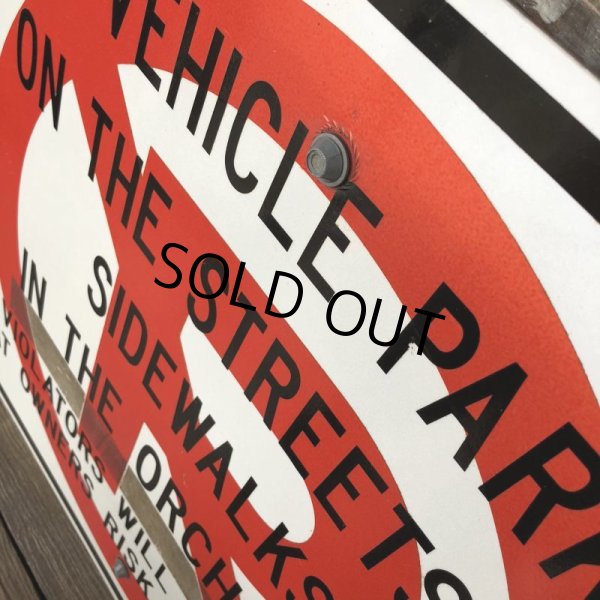 VEHICLE PARK
ON THE STREETS
SIDEWALKS
IN THE ORCH
VIOLATORS WILL
OWNERS RISK
SOLD OUT